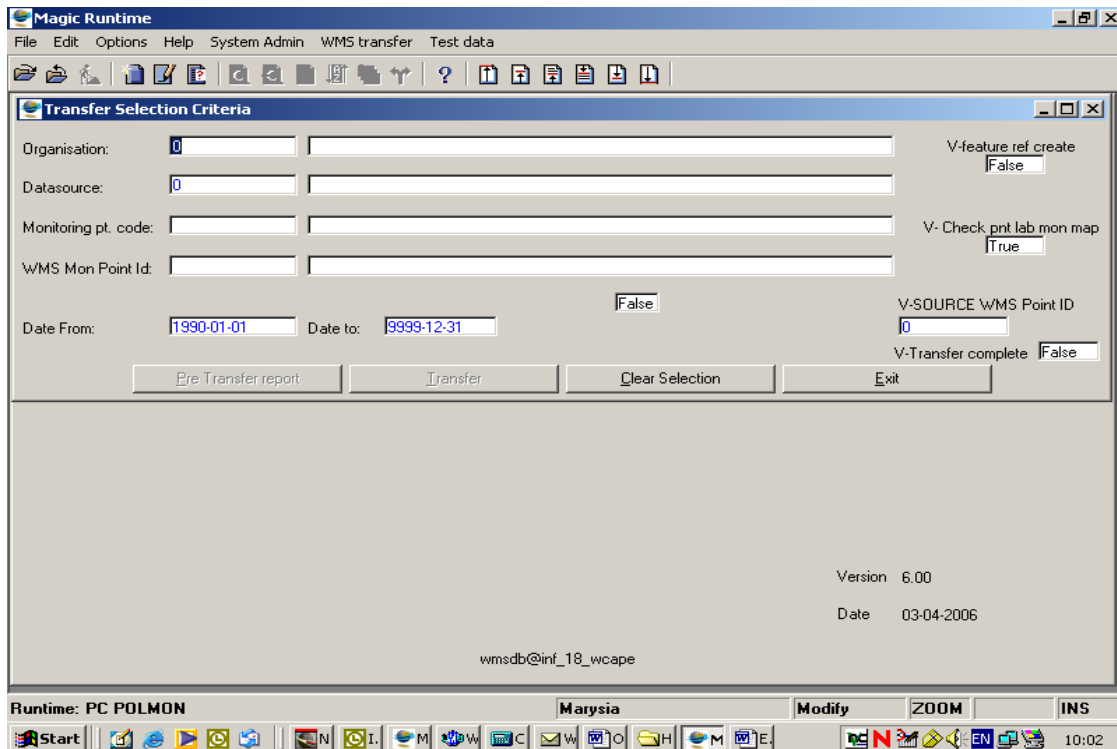 Magic Runtime
File Edit Options Help System Admin WMS transfer Test data
Transfer Selection Criteria
Organisation: 0
V-feature ref create
False
Datasource: 0
Monitoring pt. code:
V- Check pnt lab mon map
True
WMS Mon Point Id:
False
V-SOURCE WMS Point ID
Date From: 1990-01-01 Date to: 9999-12-31 0
V-Transfer complete False
Pre Transfer report Transfer Clear Selection Exit
Version 6.00
Date 03-04-2006
wmsdb@inf_18_wcape
Runtime: PC POLMON Marysia Modify ZOOM INS
Start N I. M W C W O H M E. EN 10:02